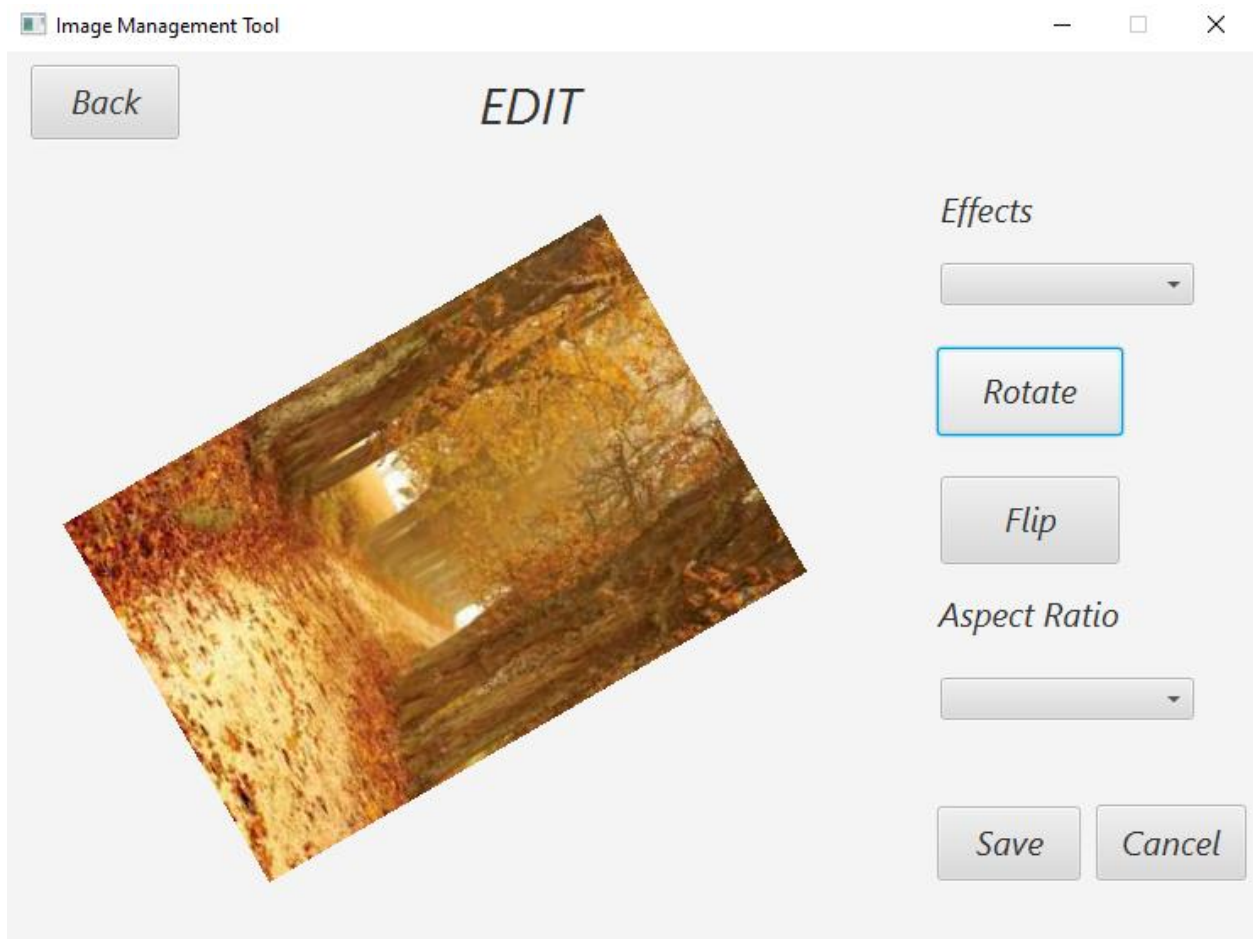 Image Management Tool
Back
EDIT
Effects
Rotate
Flip
Aspect Ratio
Save
Cancel